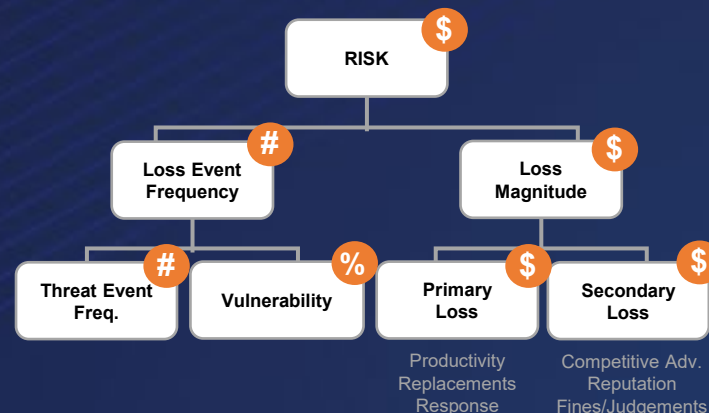 $
RISK
#
Loss Event
Frequency
$
Loss
Magnitude
#
Threat Event
Freq.
%
Vulnerability
$
Primary
Loss
$
Secondary
Loss
Productivity
Replacements
Response
Competitive Adv.
Reputation
Fines/Judgements